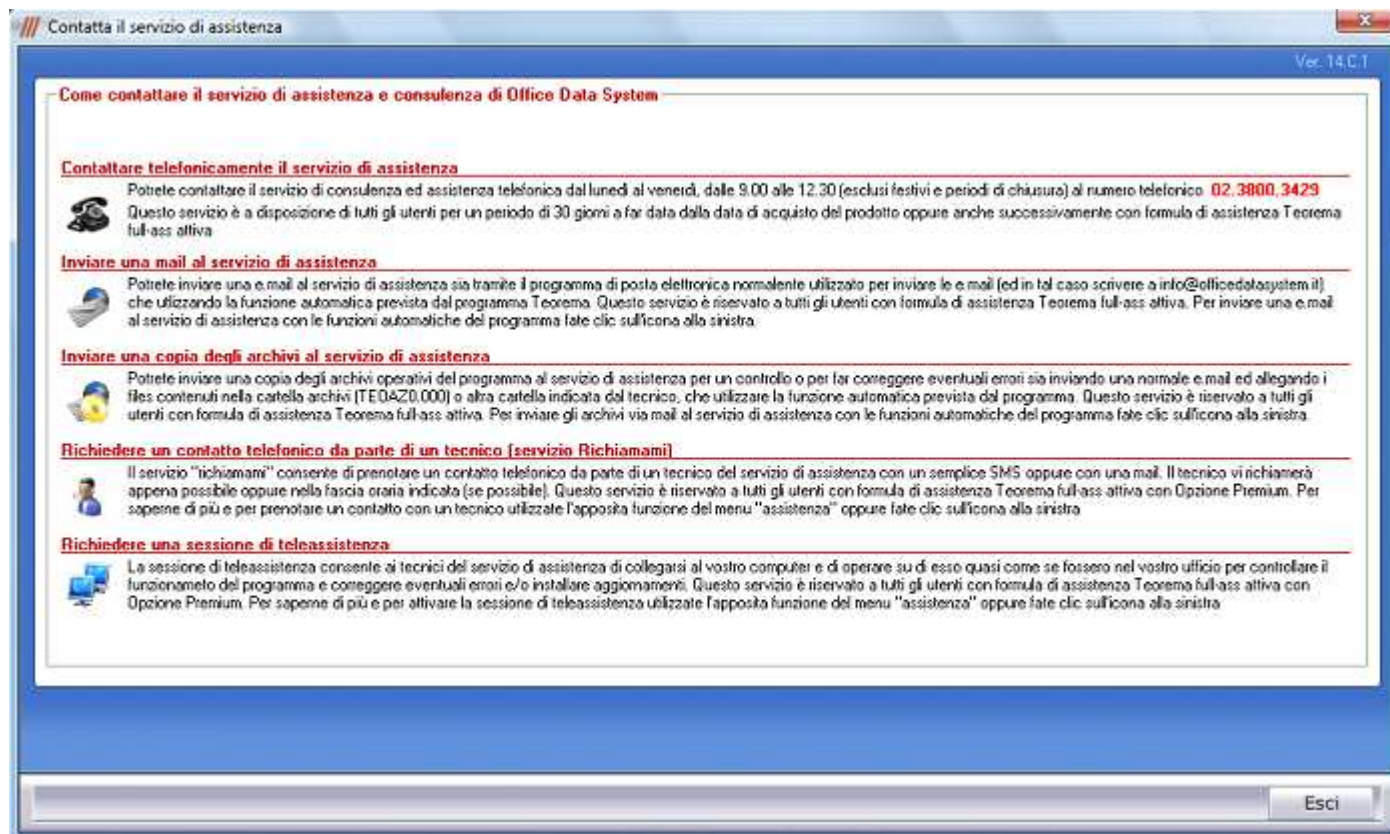 Contatta il servizio di assistenza
Ver. 14.C.1
Come contattare il servizio di assistenza e consulenza di Office Data System
Contattare telefonicamente il servizio di assistenza
Potrete contattare il servizio di consulenza ed assistenza telefonica dal lunedì al venerdì, dalle 9.00 alle 12.30 (esclusi festivi e periodi di chiusura) al numero telefonico 02.3800.3429
Questo servizio è a disposizione di tutti gli utenti per un periodo di 30 giorni a far data dalla data di acquisto del prodotto oppure anche successivamente con formula di assistenza Teorema
full-ass attiva
Inviare una mail al servizio di assistenza
Potrete inviare una e.mail al servizio di assistenza sia tramite il programma di posta elettronica normalente utilizzato per inviare le e.mail (ed in tal caso scrivere a info@officedatasystem.it)
che utlizzando la funzione automatica prevista dal programma Teorema. Questo servizio è riservato a tutti gli utenti con formula di assistenza Teorema full-ass attiva. Per inviare una e.mail
al servizio di assistenza con le funzioni automatiche del programma fate clic sull'icona alla sinistra
Inviare una copia degli archivi al servizio di assistenza
Potrete inviare una copia degli archivi operativi del programma al servizio di assistenza per un controllo o per far correggere eventuali errori sia inviando una normale e.mail ed allegando i
files contenuti nella cartella archivi (TEOAZ0.000) o altra cartella indicata dal tecnico, che utilizzare la funzione automatica prevista dal programma. Questo servizio è riservato a tutti gli
utenti con formula di assistenza Teorema full-ass attiva. Per inviare gli archivi via mail al servizio di assistenza con le funzioni automatiche del programma fate clic sull'icona alla sinistra.
Richiedere un contatto telefonico da parte di un tecnico (servizio Richiamami)
Il servizio "richiamami" consente di prenotare un contatto telefonico da parte di un tecnico del servizio di assistenza con un semplice SMS oppure con una mail. Il tecnico vi richiamerà
appena possibile oppure nella fascia oraria indicata (se possibile). Questo servizio è riservato a tutti gli utenti con formula di assistenza Teorema full-ass attiva con Opzione Premium. Per
saperne di più e per prenotare un contatto con un tecnico utilizzate l'apposita funzione del menu "assistenza" oppure fate clic sull'icona alla sinistra
Richiedere una sessione di teleassistenza
La sessione di teleassistenza consente ai tecnici del servizio di assistenza di collegarsi al vostro computer e di operare su di esso quasi come se fossero nel vostro ufficio per controllare il
funzionameto del programma e correggere eventuali errori e/o installare aggiornamenti. Questo servizio è riservato a tutti gli utenti con formula di assistenza Teorema full-ass attiva con
Opzione Premium. Per saperne di più e per attivare la sessione di teleassistenza utilizzate l'apposita funzione del menu "assistenza" oppure fate clic sull'icona alla sinistra
Esci